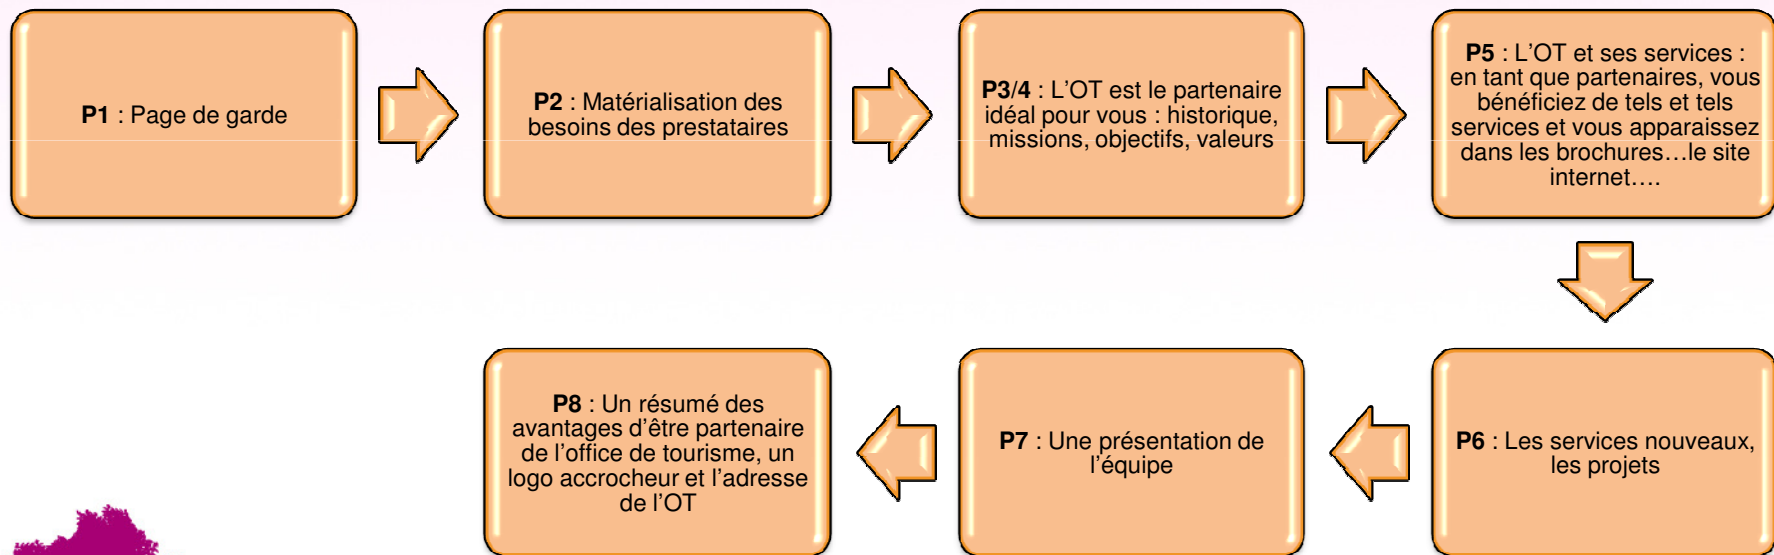 P1 : Page de garde
P2 : Matérialisation des
besoins des prestataires
P3/4 : L’OT est le partenaire
idéal pour vous : historique,
missions, objectifs, valeurs
P5 : L’OT et ses services :
en tant que partenaires, vous
bénéficiez de tels et tels
services et vous apparaissez
dans les brochures…le site
internet….
P6 : Les services nouveaux,
les projets
P7 : Une présentation de
l’équipe
P8 : Un résumé des
avantages d’être partenaire
de l’office de tourisme, un
logo accrocheur et l’adresse
de l’OT